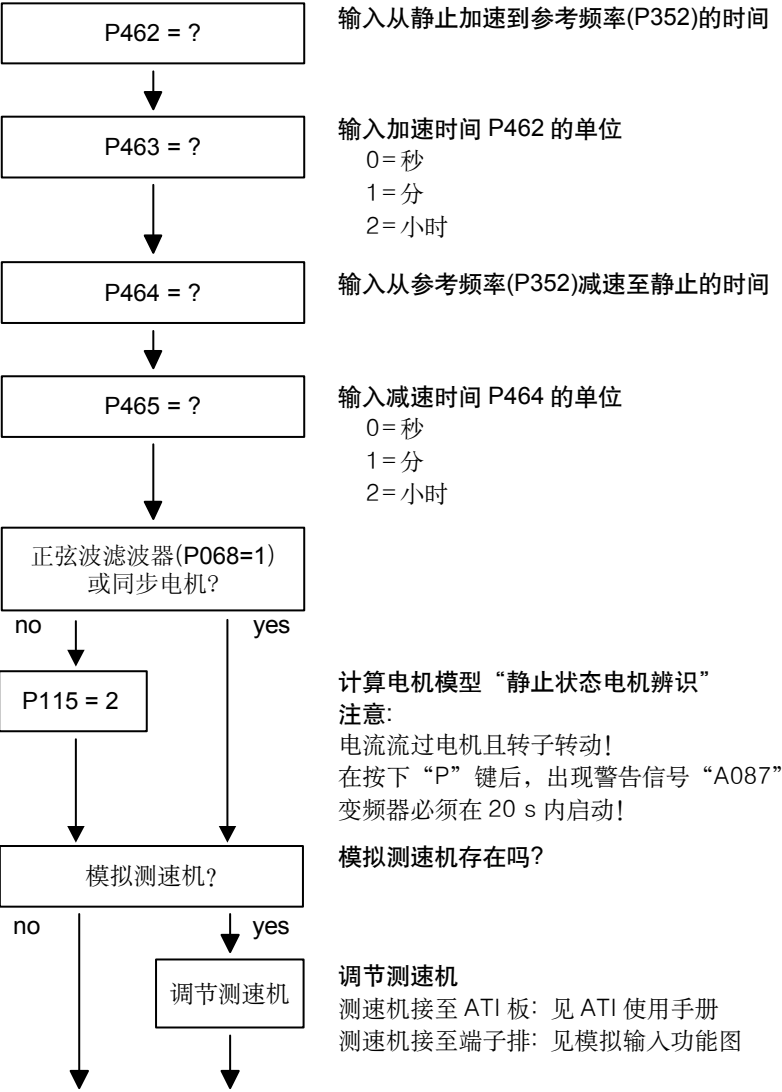 P462 = ?
输入从静止加速到参考频率(P352)的时间
P463 = ?
输入加速时间 P462 的单位
0=秒
1=分
2=小时
P464 = ?
输入从参考频率(P352)减速至静止的时间
P465 = ?
输入减速时间 P464 的单位
0=秒
1=分
2=小时
正弦波滤波器(P068=1)
或同步电机?
no
yes
P115 = 2
计算电机模型“静止状态电机辨识”
注意:
电流流过电机且转子转动!
在按下“P”键后，出现警告信号“A087”
变频器必须在 20 s 内启动!
模拟测速机?
模拟测速机存在吗?
no
yes
调节测速机
调节测速机
测速机接至 ATI 板: 见 ATI 使用手册
测速机接至端子排: 见模拟输入功能图